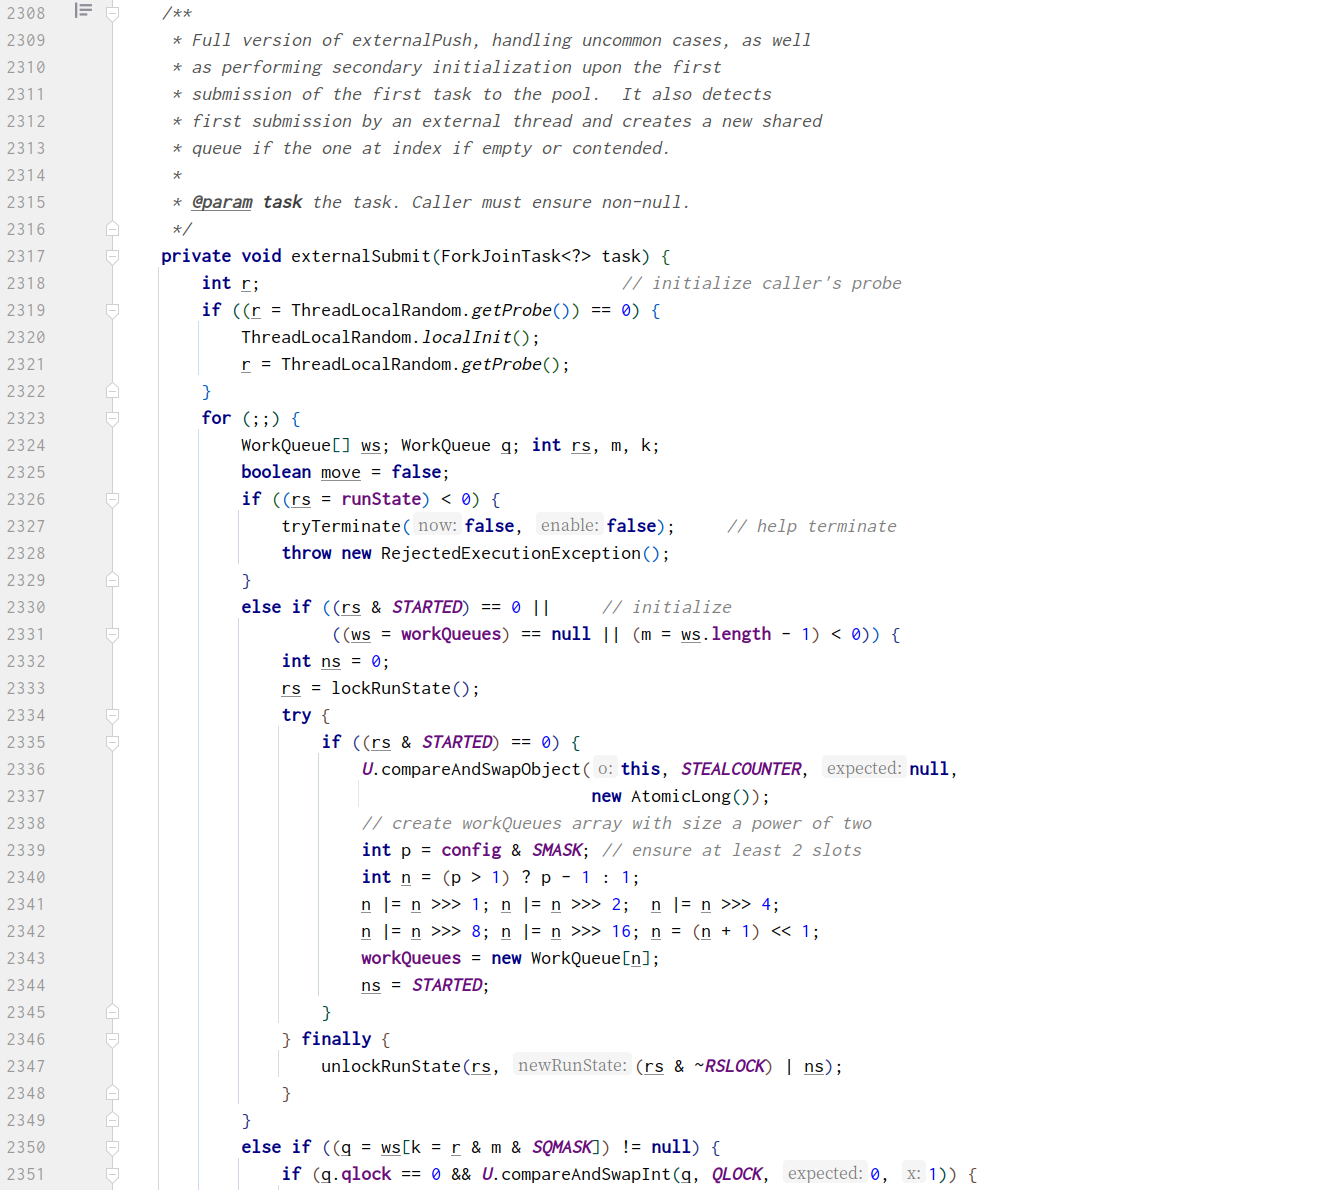 2308 /**
2309 * Full version of externalPush, handling uncommon cases, as well
2310 * as performing secondary initialization upon the first
2311 * submission of the first task to the pool.  It also detects
2312 * first submission by an external thread and creates a new shared
2313 * queue if the one at index if empty or contended.
2314 *
2315 * @param task the task. Caller must ensure non-null.
2316 */
2317 private void externalSubmit(ForkJoinTask<?> task) {
2318 int r; // initialize caller's probe
2319 if ((r = ThreadLocalRandom.getProbe()) == 0) {
2320 ThreadLocalRandom.localInit();
2321 r = ThreadLocalRandom.getProbe();
2322 }
2323 for (;;) {
2324 WorkQueue[] ws; WorkQueue q; int rs, m, k;
2325 boolean move = false;
2326 if ((rs = runState) < 0) {
2327 tryTerminate( now: false, enable: false); // help terminate
2328 throw new RejectedExecutionException();
2329 }
2330 else if ((rs & STARTED) == 0 || // initialize
2331 ((ws = workQueues) == null || (m = ws.length - 1) < 0)) {
2332 int ns = 0;
2333 rs = lockRunState();
2334 try {
2335 if ((rs & STARTED) == 0) {
2336 U.compareAndSwapObject( o: this, STEALCOUNTER, expected: null,
2337 new AtomicLong());
2338 // create workQueues array with size a power of two
2339 int p = config & SMASK; // ensure at least 2 slots
2340 int n = (p > 1) ? p - 1 : 1;
2341 n |= n >>> 1; n |= n >>> 2;  n |= n >>> 4;
2342 n |= n >>> 8; n |= n >>> 16; n = (n + 1) << 1;
2343 workQueues = new WorkQueue[n];
2344 ns = STARTED;
2345 }
2346 } finally {
2347 unlockRunState(rs, newRunState: (rs & ~RSLOCK) | ns);
2348 }
2349 }
2350 else if ((q = ws[k = r & m & SQMASK]) != null) {
2351 if (q.qlock == 0 && U.compareAndSwapInt(q, QLOCK, expected: 0, x: 1)) {